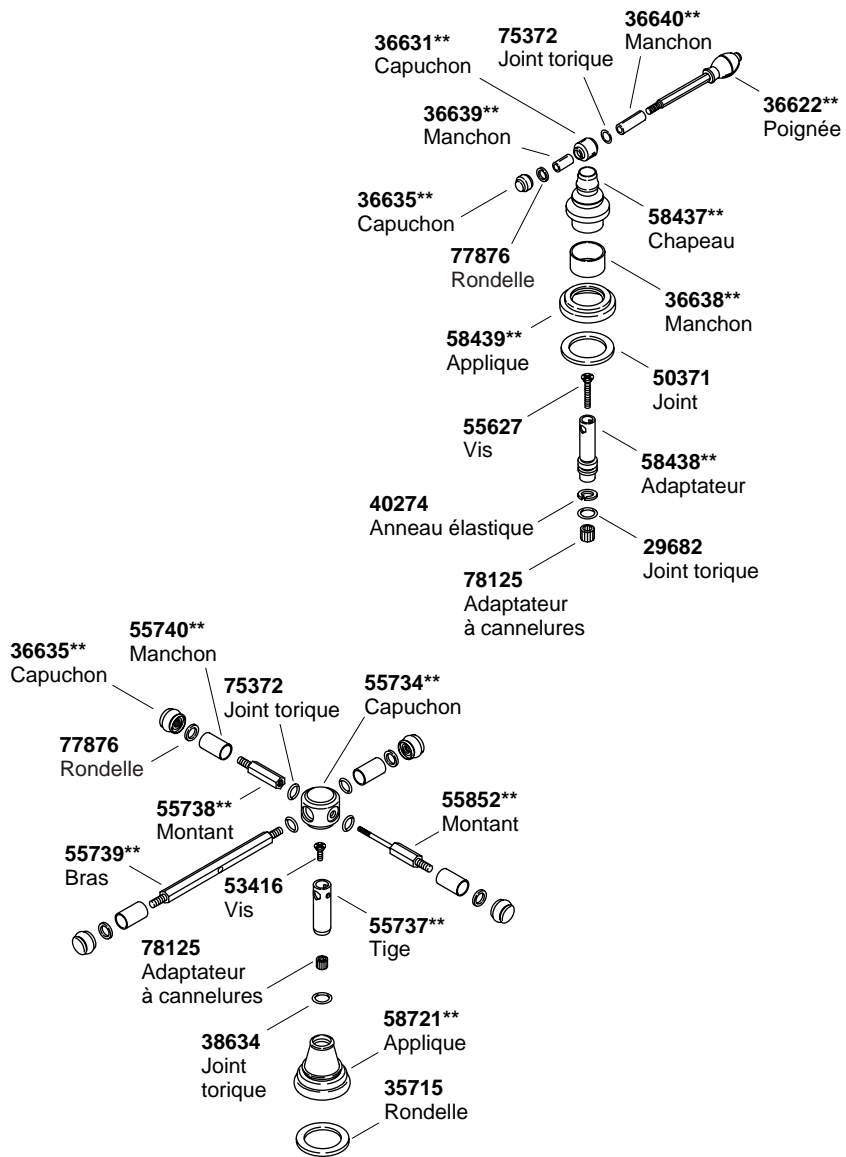 36640**
Manchon
75372
Joint torique
36631**
Capuchon
36622**
Poignée
36639**
Manchon
36635**
Capuchon
58437**
Chapeau
77876
Rondelle
36638**
Manchon
58439**
Applique
50371
Joint
55627
Vis
58438**
Adaptateur
40274
Anneau élastique
29682
Joint torique
78125
Adaptateur
à cannelures
55740**
Manchon
36635**
Capuchon
75372
Joint torique
55734**
Capuchon
77876
Rondelle
55738**
Montant
55852**
Montant
55739**
Bras
53416
Vis
55737**
Tige
78125
Adaptateur
à cannelures
38634
Joint
torique
58721**
Applique
35715
Rondelle